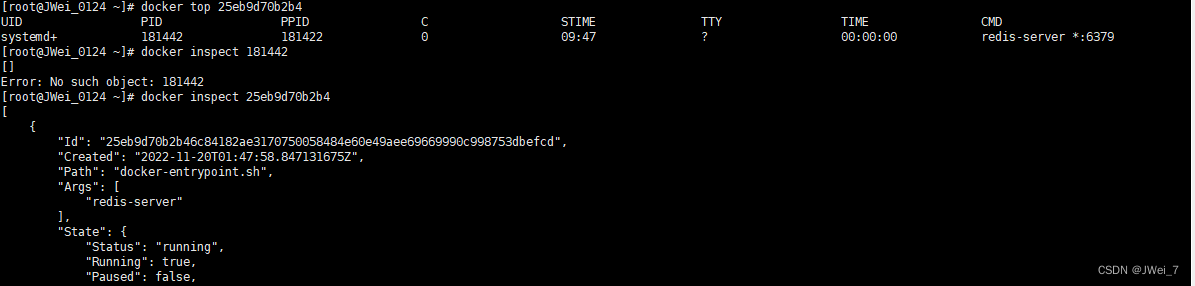 [root@JWei_0124 ~]# docker top 25eb9d70b2b4
UID PID PPID C STIME TTY TIME CMD
systemd+ 181442 181422 0 09:47 ? 00:00:00 redis-server *:6379
[root@JWei_0124 ~]# docker inspect 181442
[]
Error: No such object: 181442
[root@JWei_0124 ~]# docker inspect 25eb9d70b2b4
[
    {
        "Id": "25eb9d70b2b46c84182ae3170750058484e60e49aee69669990c998753dbefcd",
        "Created": "2022-11-20T01:47:58.847131675Z",
        "Path": "docker-entrypoint.sh",
        "Args": [
            "redis-server"
        ],
        "State": {
            "Status": "running",
            "Running": true,
            "Paused": false,
CSDN @JWei_7